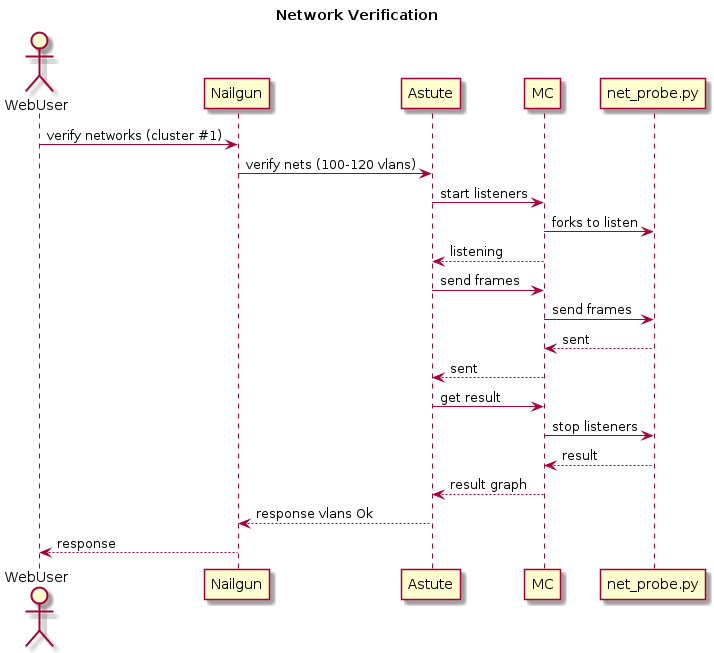 Network Verification
WebUser
Nailgun
Astute
MC
net_probe.py
verify networks (cluster #1)
verify nets (100-120 vlans)
start listeners
forks to listen
listening
send frames
send frames
sent
sent
get result
stop listeners
result
result graph
response vlans Ok
response
WebUser
Nailgun
Astute
MC
net_probe.py